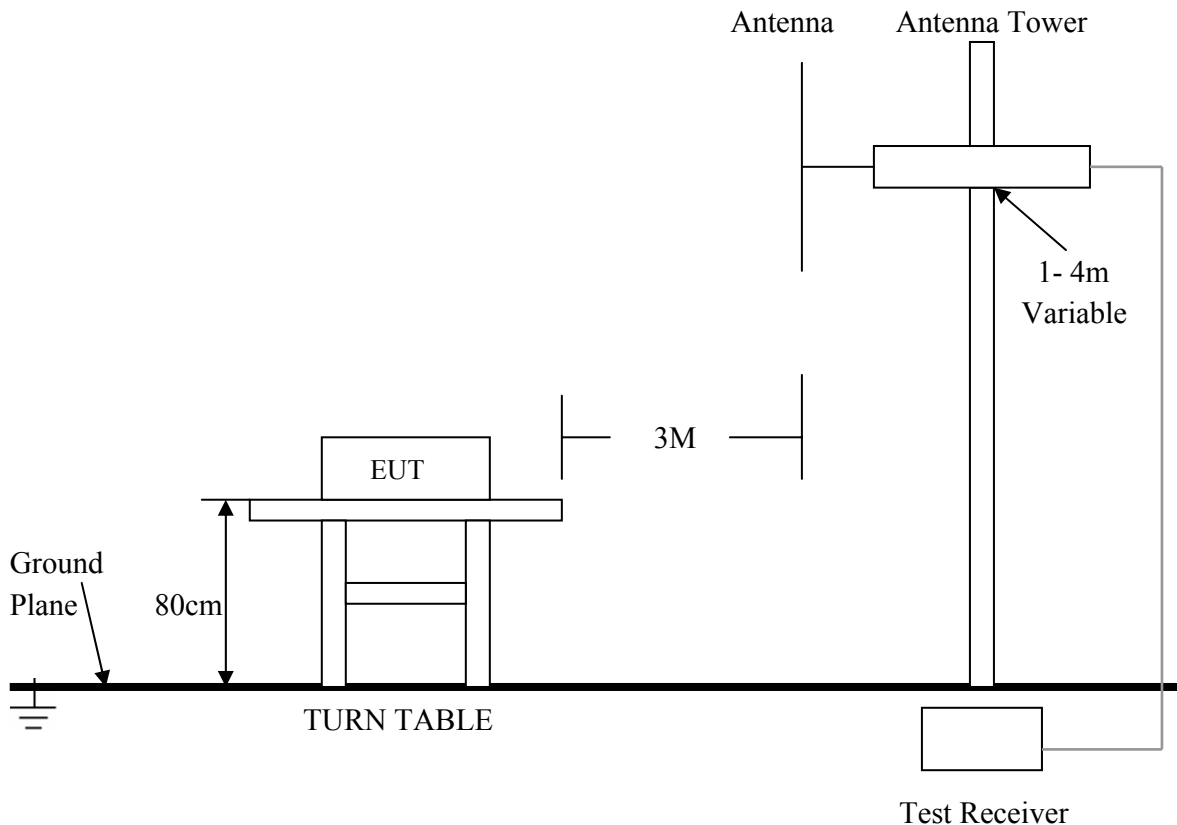 Antenna
Antenna Tower
1- 4m
Variable
3M
EUT
Ground
Plane
80cm
TURN TABLE
Test Receiver